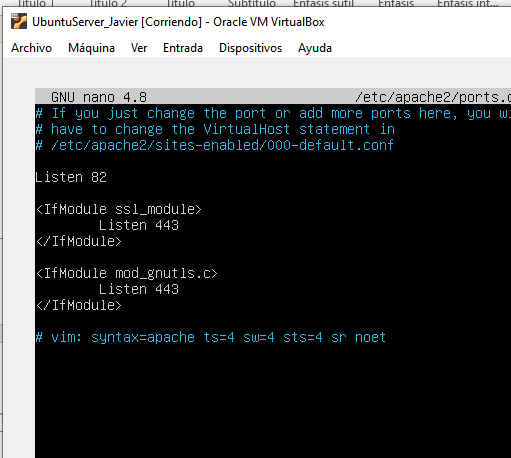 Título 1 Título 2 Título Subtítulo Énfasis sutil Énfasis Énfasis int...
UbuntuServer_Javier [Corriendo] - Oracle VM VirtualBox
Archivo Máquina Ver Entrada Dispositivos Ayuda
GNU nano 4.8 /etc/apache2/ports.c
# If you just change the port or add more ports here, you wi
# have to change the VirtualHost statement in
# /etc/apache2/sites-enabled/000-default.conf
Listen 82
<IfModule ssl_module>
Listen 443
</IfModule>
<IfModule mod_gnutls.c>
Listen 443
</IfModule>
# vim: syntax=apache ts=4 sw=4 sts=4 sr noet